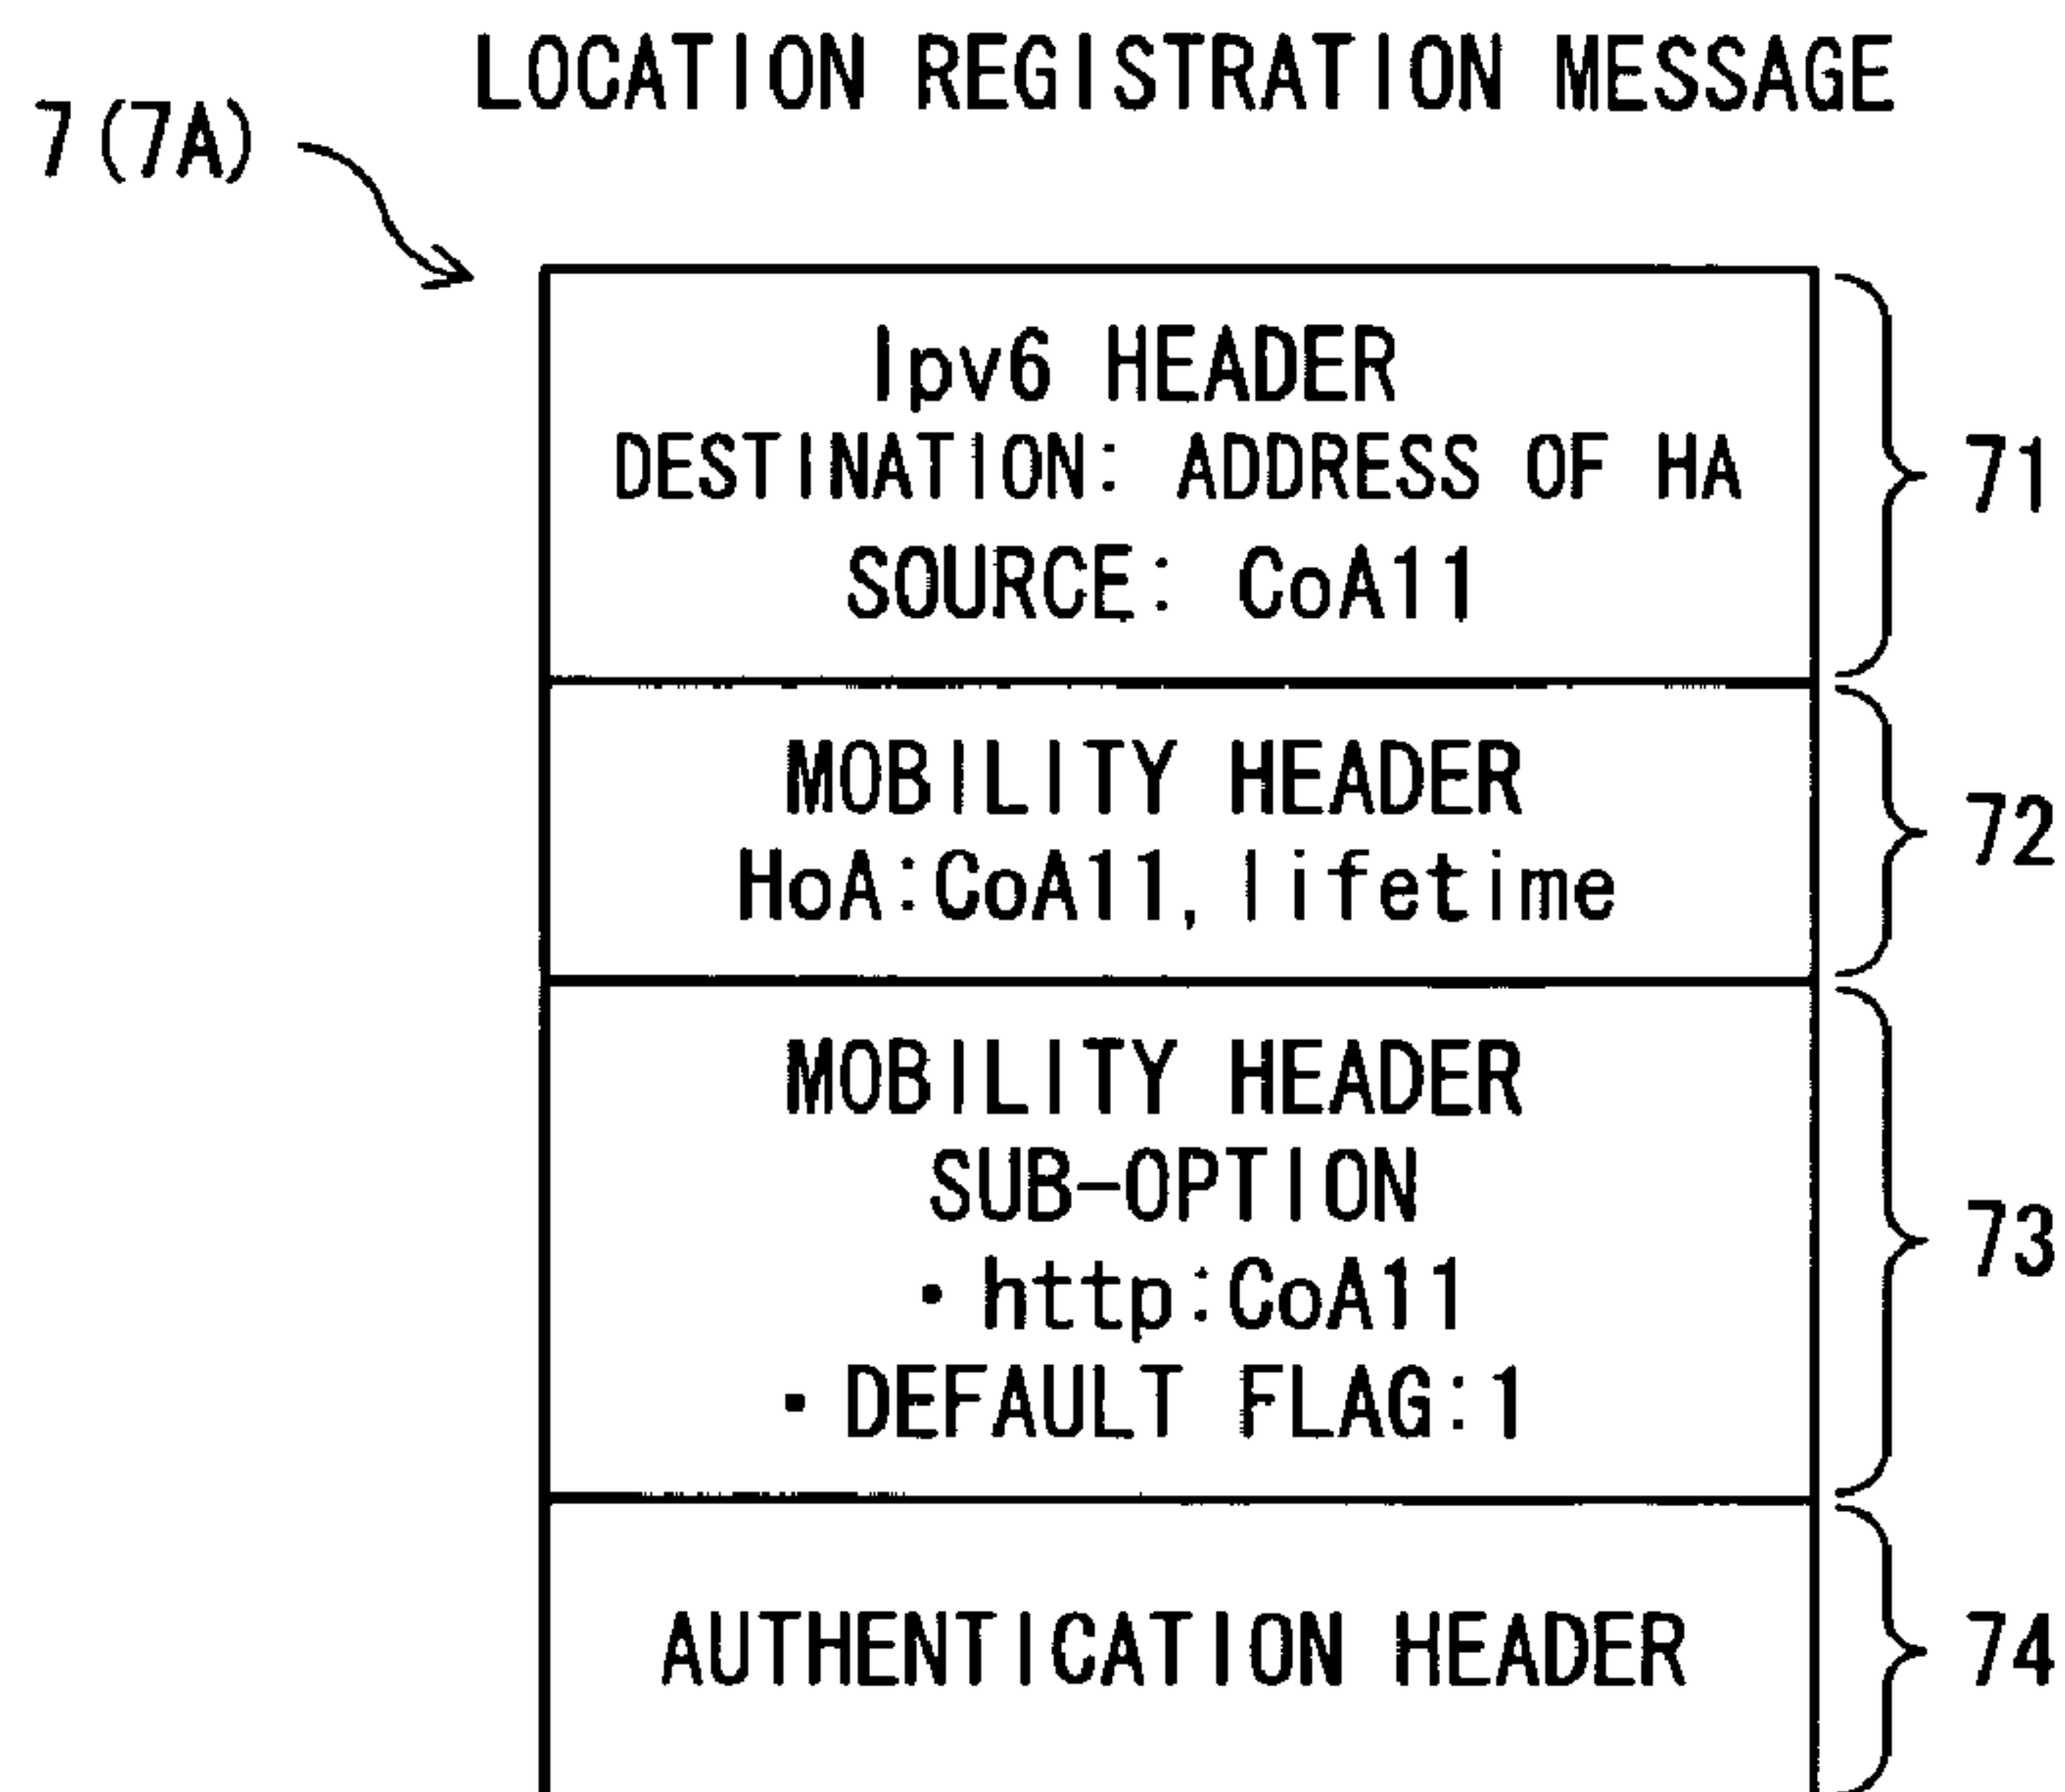 LOCATION REGISTRATION MESSAGE
7(7A)
Ipv6 HEADER
DESTINATION: ADDRESS OF HA
SOURCE: CoA11
71
MOBILITY HEADER
HoA:CoA11, lifetime
72
MOBILITY HEADER
SUB-OPTION
・http:CoA11
・DEFAULT FLAG:1
73
AUTHENTICATION HEADER
74